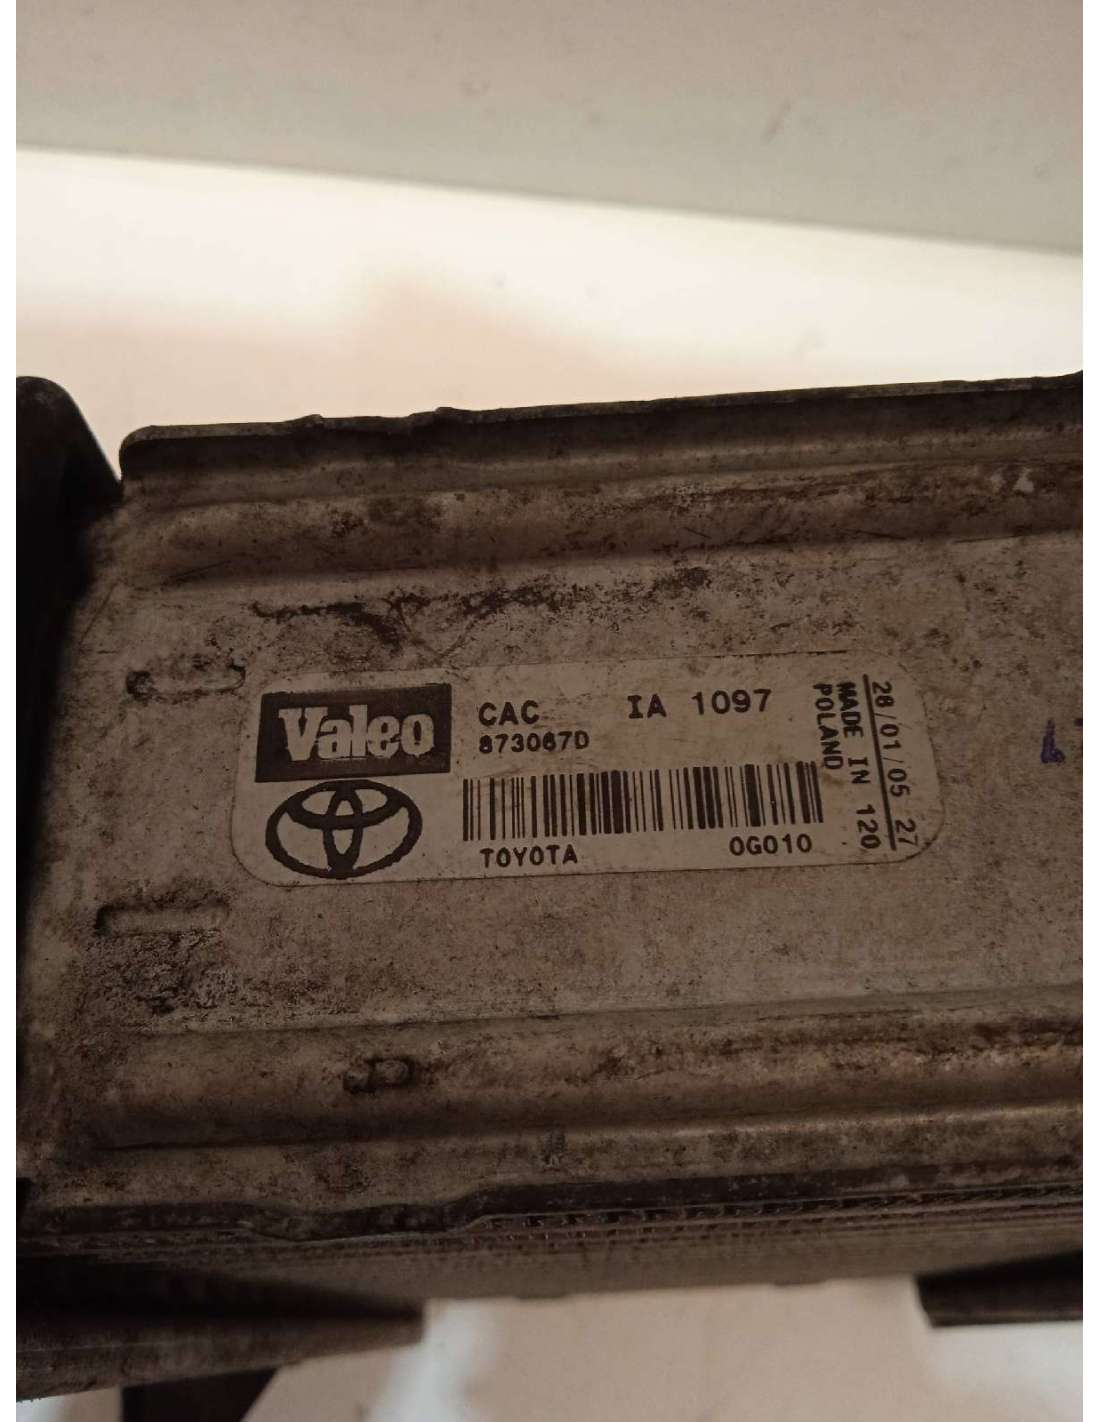 Valeo
CAC IA 1097
873067D
TOYOTA 0G010
28/01/05 27
MADE IN 120
POLAND